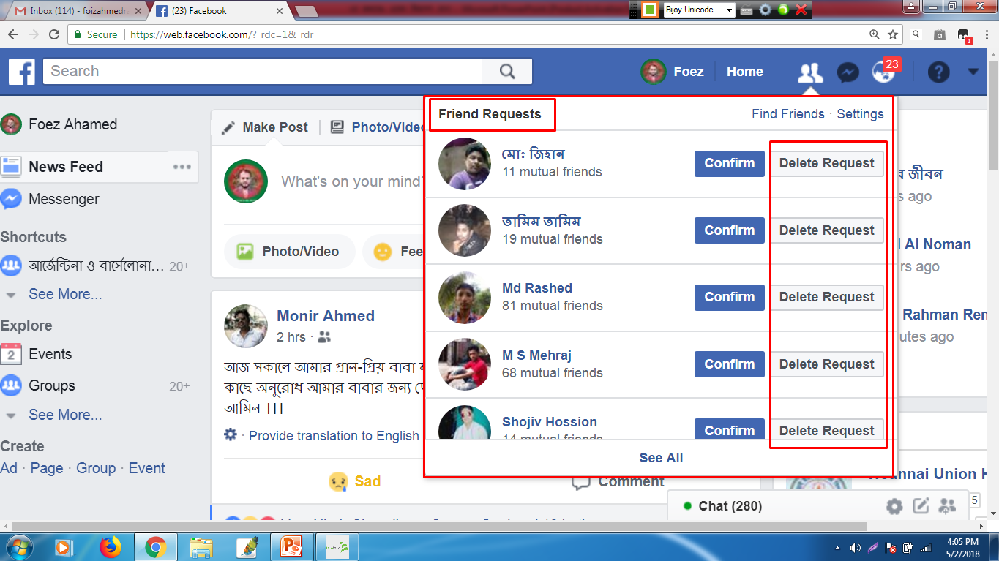 Inbox (114) - foizahmedra
(23) Facebook
Bijoy Unicode
Secure
https://web.facebook.com/?_rdc=1&_rdr
1
Search
Foez
Home
23
Foez Ahamed
News Feed
Messenger
Shortcuts
আর্জেন্টিনা ও বার্সেলোনা... 20+
See More...
Explore
2
Events
Groups 20+
See More...
Create
Ad · Page · Group · Event
Make Post
Photo/Video
What's on your mind?
Photo/Video
Fee
Monir Ahmed
2 hrs ·
আজ সকালে আমার প্রান-প্রিয় বাবা
কাছে অনুরোধ আমার বাবার জন্য দে
আমিন ।।।
· Provide translation to English
Sad
Comment
Friend Requests
Find Friends · Settings
মোঃ জিহান
11 mutual friends
Confirm
Delete Request
তামিম তামিম
19 mutual friends
Confirm
Delete Request
Md Rashed
81 mutual friends
Confirm
Delete Request
M S Mehraj
68 mutual friends
Confirm
Delete Request
Shojiv Hossion
14 mutual friends
Confirm
Delete Request
See All
জীবন
s ago
Al Noman
rs ago
Rahman Rem
utes ago
Union H
5
Chat (280)
4:05 PM
5/2/2018